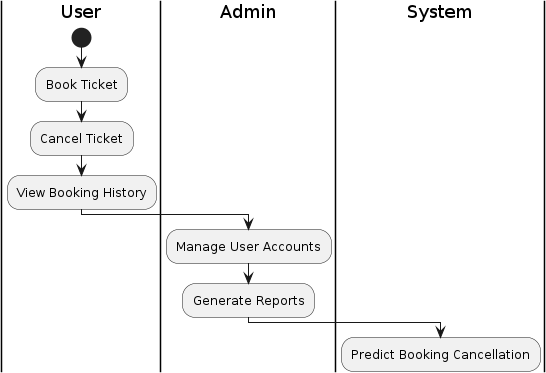 User
Admin
System
Book Ticket
Cancel Ticket
View Booking History
Manage User Accounts
Generate Reports
Predict Booking Cancellation